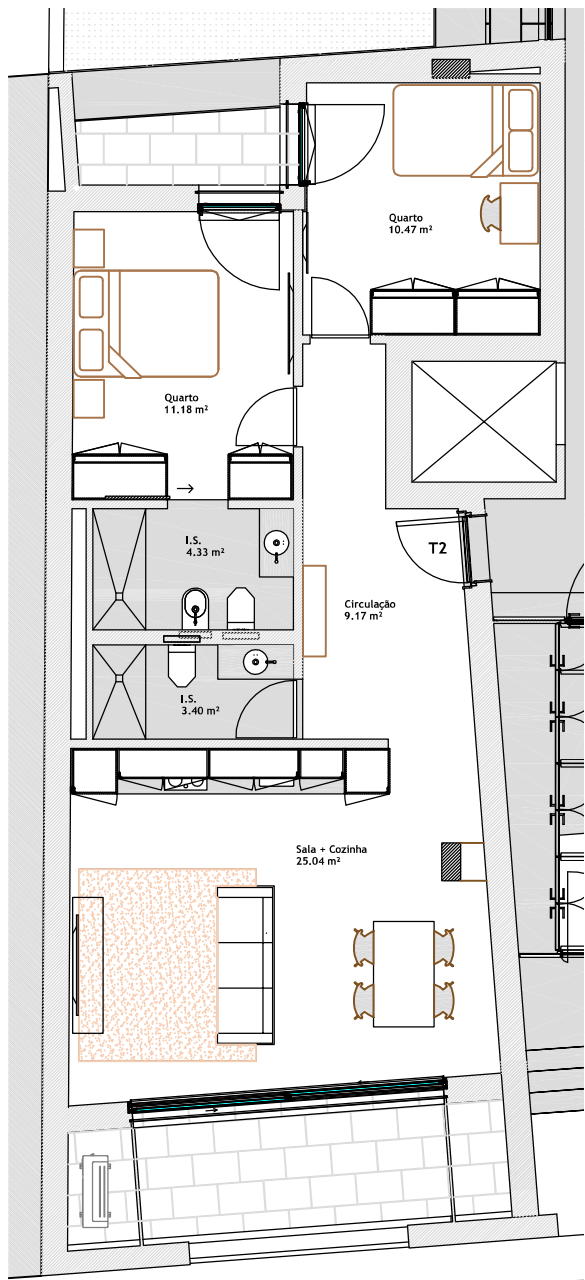 Quarto
10.47 m²
Quarto
11.18 m²
I.S.
4.33 m²
T2
Circulação
9.17 m²
I.S.
3.40 m²
Sala + Cozinha
25.04 m²